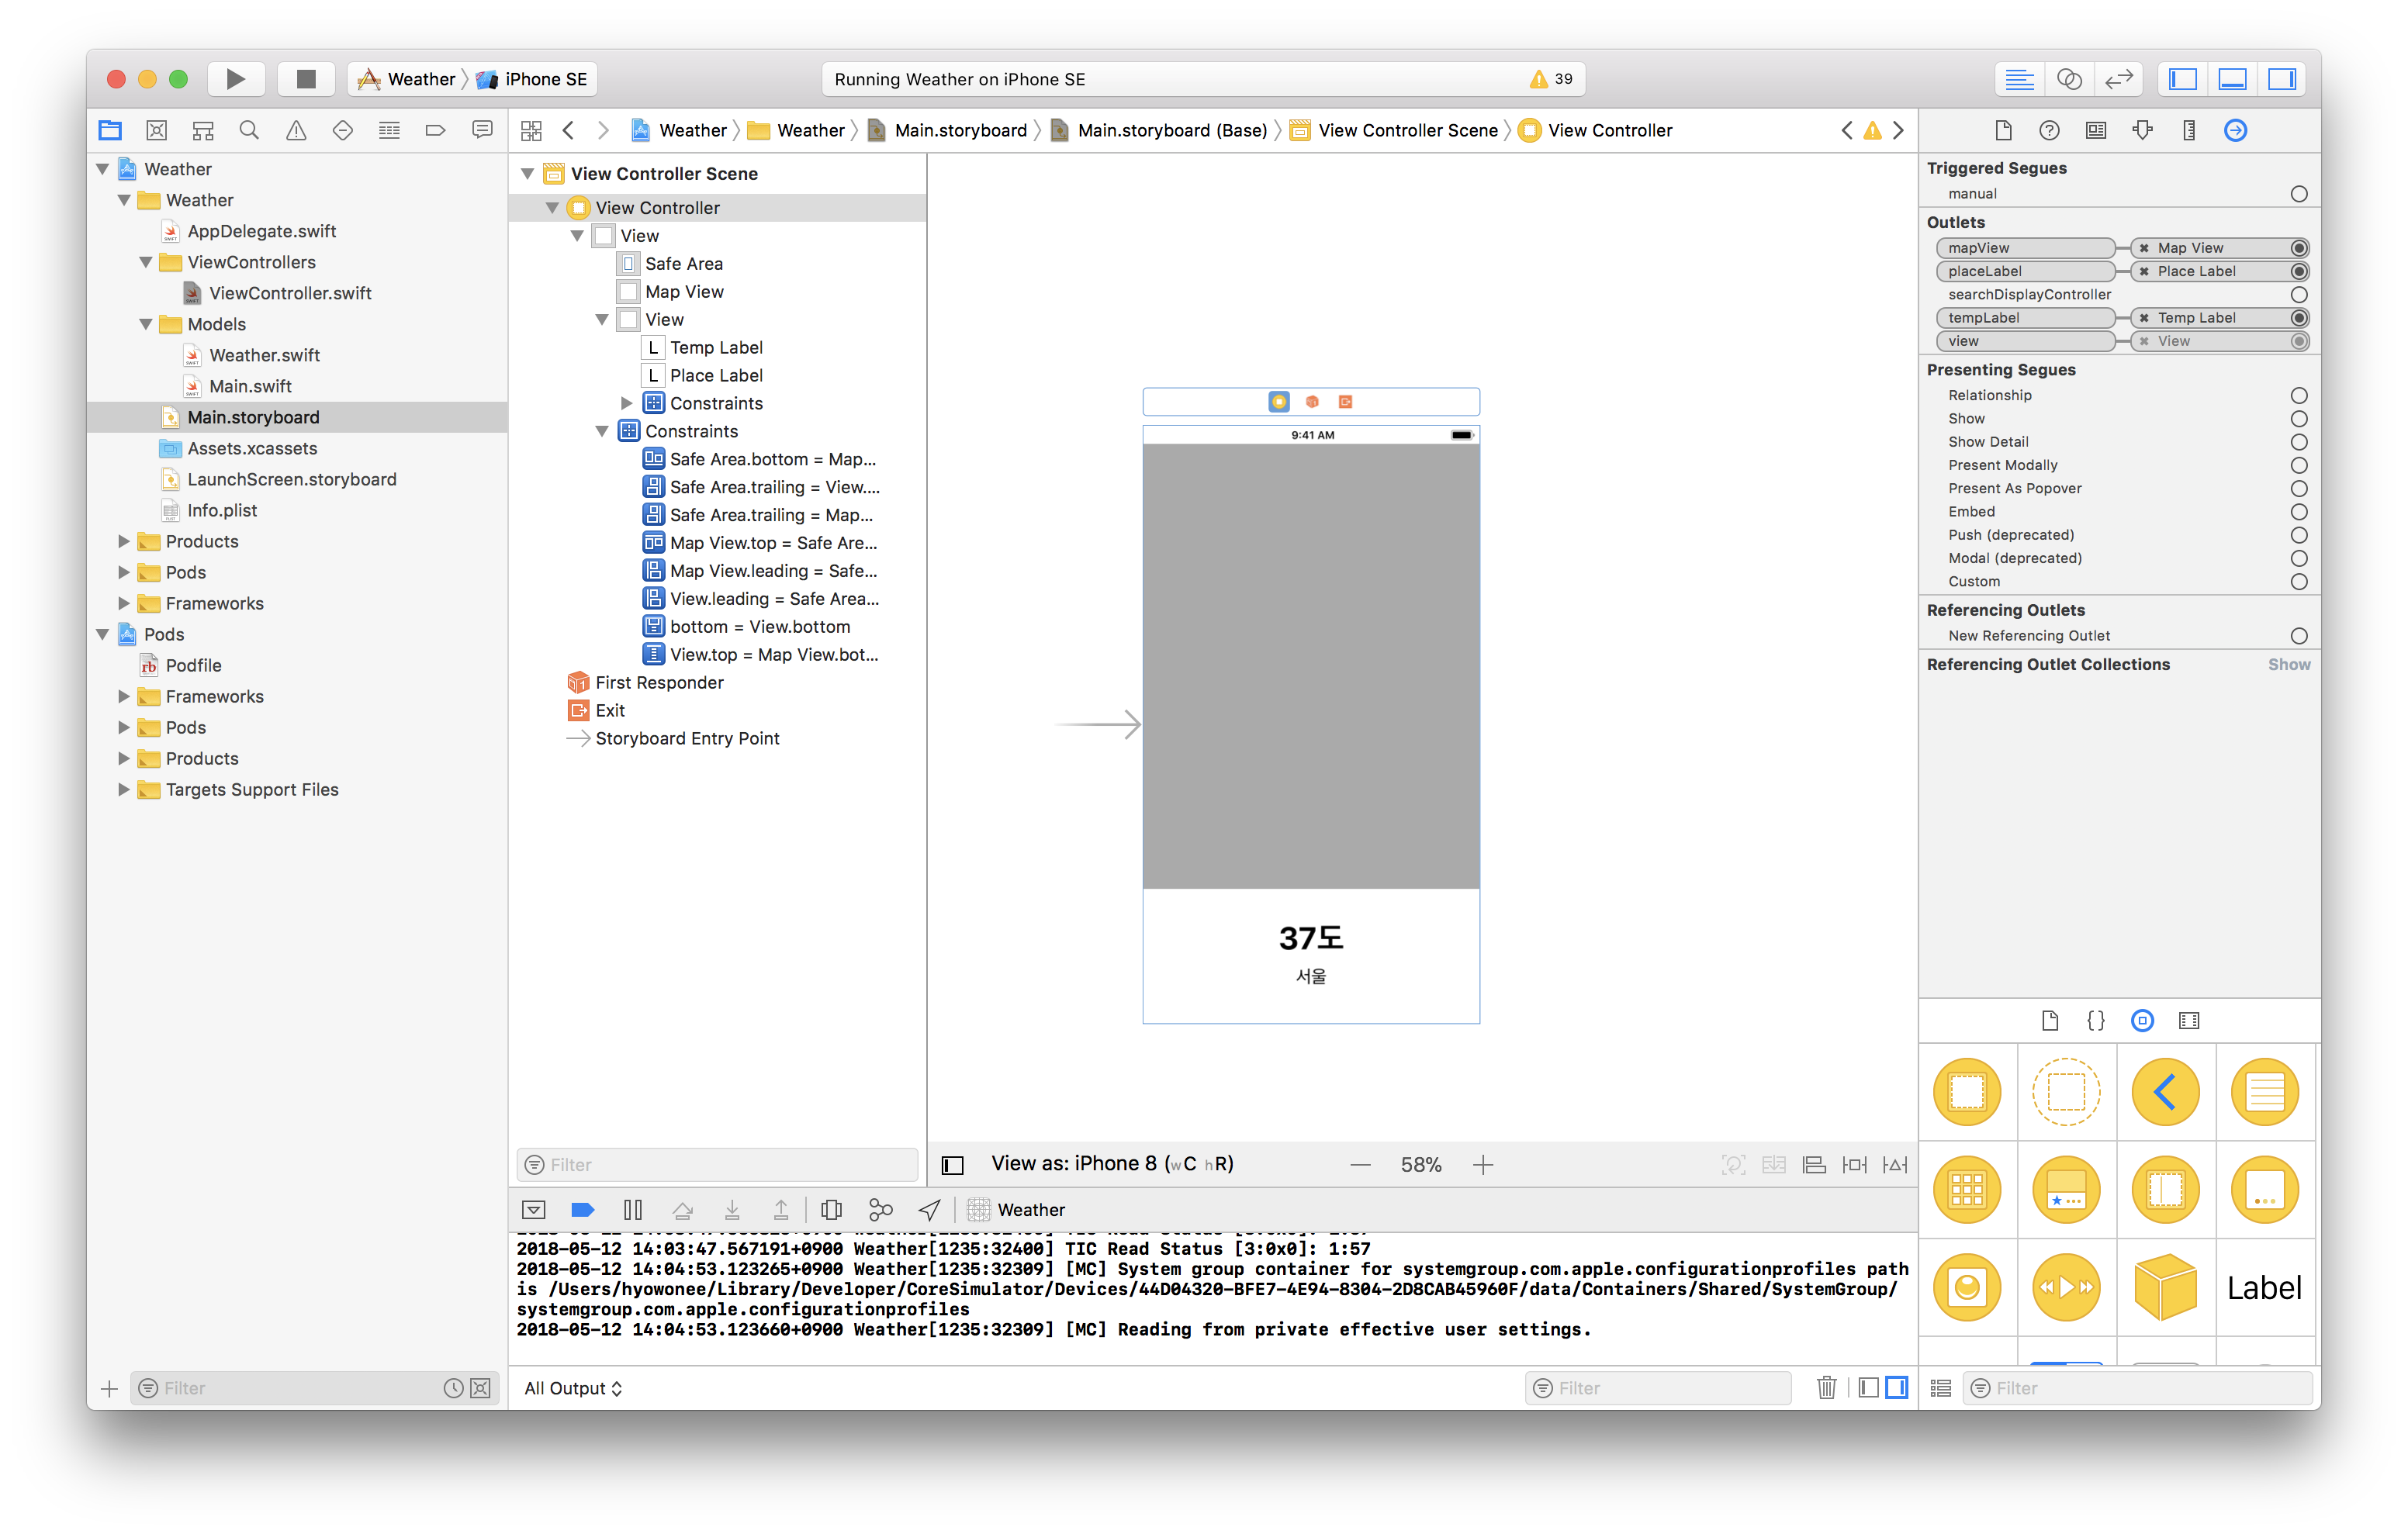 Weather
iPhone SE
Running Weather on iPhone SE
39
Weather
Weather
Main.storyboard
Main.storyboard (Base)
View Controller Scene
View Controller
Weather
Weather
AppDelegate.swift
ViewControllers
ViewController.swift
Models
Weather.swift
Main.swift
Main.storyboard
Assets.xcassets
LaunchScreen.storyboard
Info.plist
Products
Pods
Frameworks
Pods
Podfile
Frameworks
Pods
Products
Targets Support Files
Filter
View Controller Scene
View Controller
View
Safe Area
Map View
View
L Temp Label
L Place Label
Constraints
Constraints
Safe Area.bottom = Map...
Safe Area.trailing = View....
Safe Area.trailing = Map...
Map View.top = Safe Are...
Map View.leading = Safe...
View.leading = Safe Area...
bottom = View.bottom
View.top = Map View.bot...
First Responder
Exit
Storyboard Entry Point
Filter
9:41 AM
37도
서울
View as: iPhone 8 (wC hR)
58%
Weather
2018-05-12 14:03:47.567191+0900 Weather[1235:32400] TIC Read Status [3:0x0]: 1:57
2018-05-12 14:04:53.123265+0900 Weather[1235:32309] [MC] System group container for systemgroup.com.apple.configurationprofiles path
is /Users/hyowonee/Library/Developer/CoreSimulator/Devices/44D04320-BFE7-4E94-8304-2D8CAB45960F/data/Containers/Shared/SystemGroup/
systemgroup.com.apple.configurationprofiles
2018-05-12 14:04:53.123660+0900 Weather[1235:32309] [MC] Reading from private effective user settings.
All Output
Filter
Triggered Segues
manual
Outlets
mapView
Map View
placeLabel
Place Label
searchDisplayController
tempLabel
Temp Label
view
View
Presenting Segues
Relationship
Show
Show Detail
Present Modally
Present As Popover
Embed
Push (deprecated)
Modal (deprecated)
Custom
Referencing Outlets
New Referencing Outlet
Referencing Outlet Collections
Show
Label
Filter